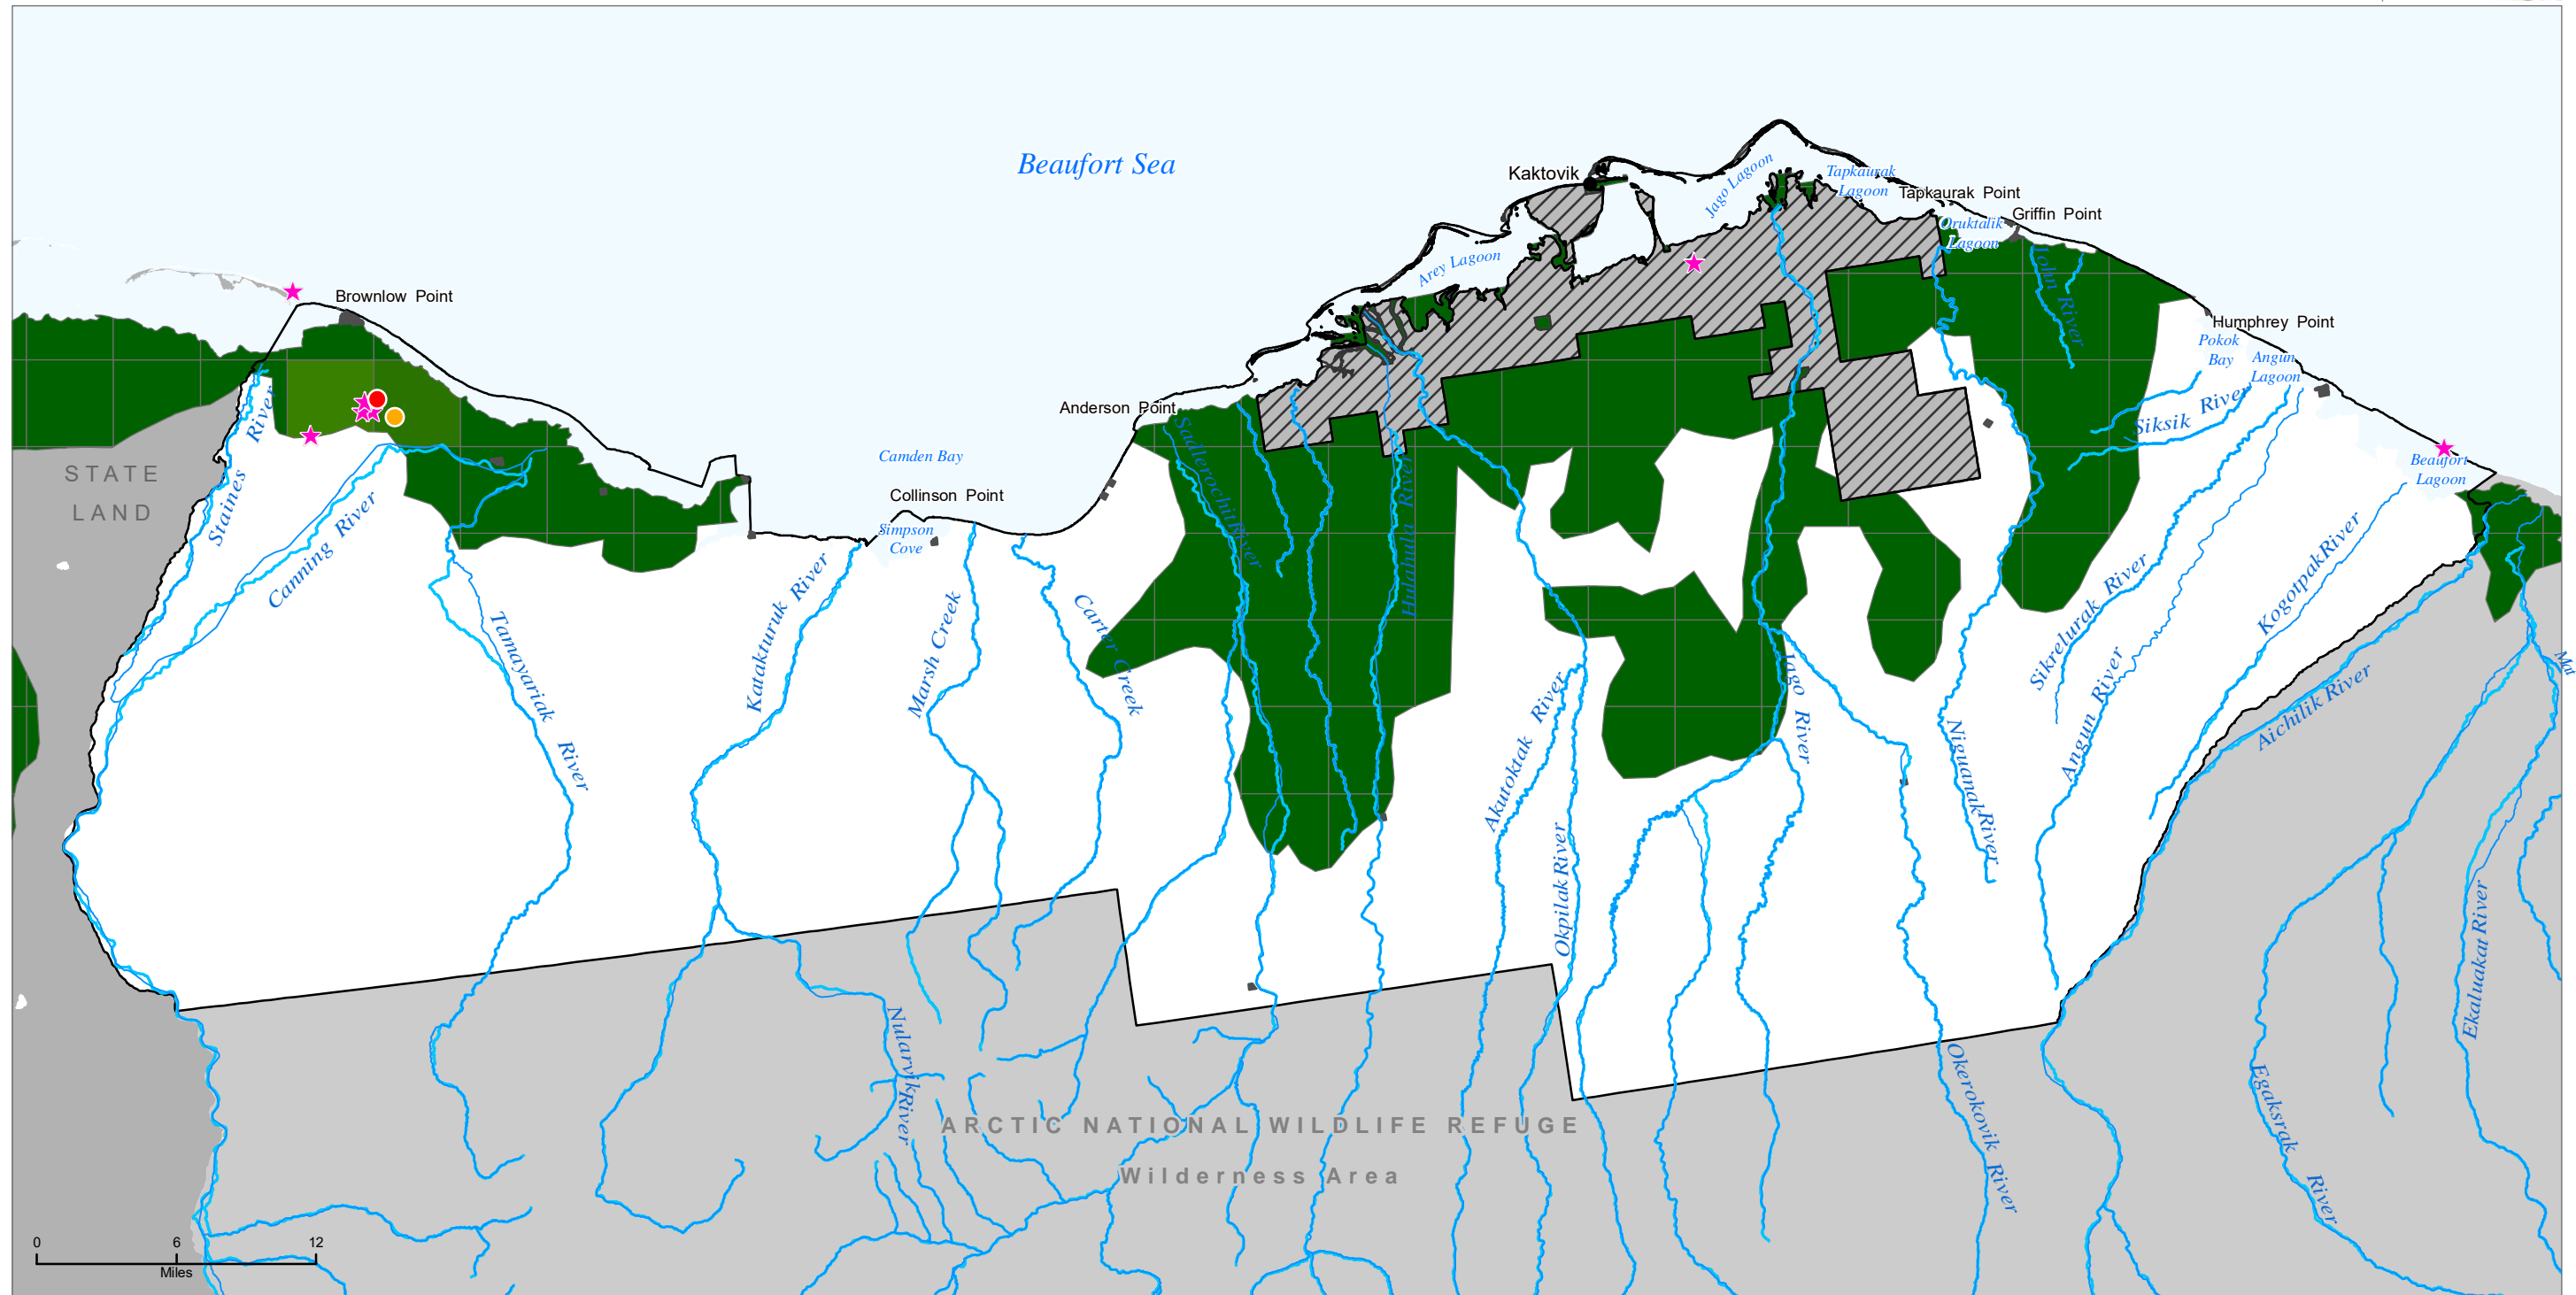 Beaufort Sea
Kaktovik
Jago Lagoon
Tapkaurak
Lagoon
Tapkaurak Point
Griffin Point
Oruktalik
Lagoon
Arey Lagoon
John River
Brownlow Point
Humphrey Point
Pokok
Bay
Angun
Lagoon
Anderson Point
Siksik River
STATE
LAND
Staines River
Canning River
Camden Bay
Collinson Point
Simpson
Cove
Sadlerochit River
Hulahula River
Beaufort
Lagoon
Tamayariak River
Katakturuk River
Marsh Creek
Carter Creek
Akutoktak River
Okpilak River
Jago River
Niguanak River
Sikrelurak River
Angun River
Kogotpak River
Aichilik River
Mat
Ekaluakat River
Egaksrak River
Okerokovik River
Nularvik River
ARCTIC NATIONAL WILDLIFE REFUGE
Wilderness Area
0 6 12
Miles